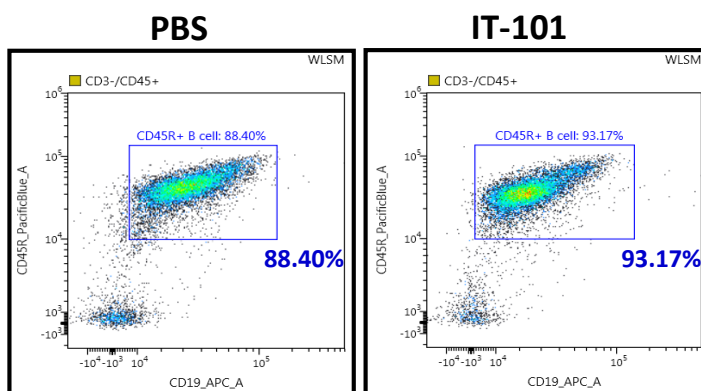 PBS
WLSM
CD3-/CD45+
10^6
CD45R+ B cell: 88.40%
10^5
CD45R_PacificBlue_A
10^4
88.40%
10^3
-10^3
-10^4 -10^3 10^4 10^5
CD19_APC_A
IT-101
WLSM
CD3-/CD45+
10^6
CD45R+ B cell: 93.17%
10^5
CD45R_PacificBlue_A
10^4
93.17%
10^3
-10^3
-10^4 -10^3 10^4 10^5
CD19_APC_A